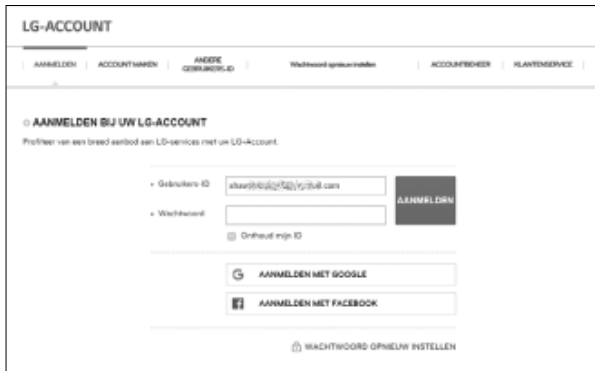 LG-ACCOUNT
AANMELDEN
ACCOUNT MAKEN
ANDERE
GEBRUIKERS-ID
Wachtwoord opnieuw instellen
ACCOUNTBEHEER
KLANTENSERVICE
AANMELDEN BIJ UW LG-ACCOUNT
Profiteer van een breed aanbod aan LG-services met uw LG-Account.
Gebruikers-ID
AANMELDEN
Wachtwoord
Onthoud mijn ID
AANMELDEN MET GOOGLE
AANMELDEN MET FACEBOOK
WACHTWOORD OPNIEUW INSTELLEN